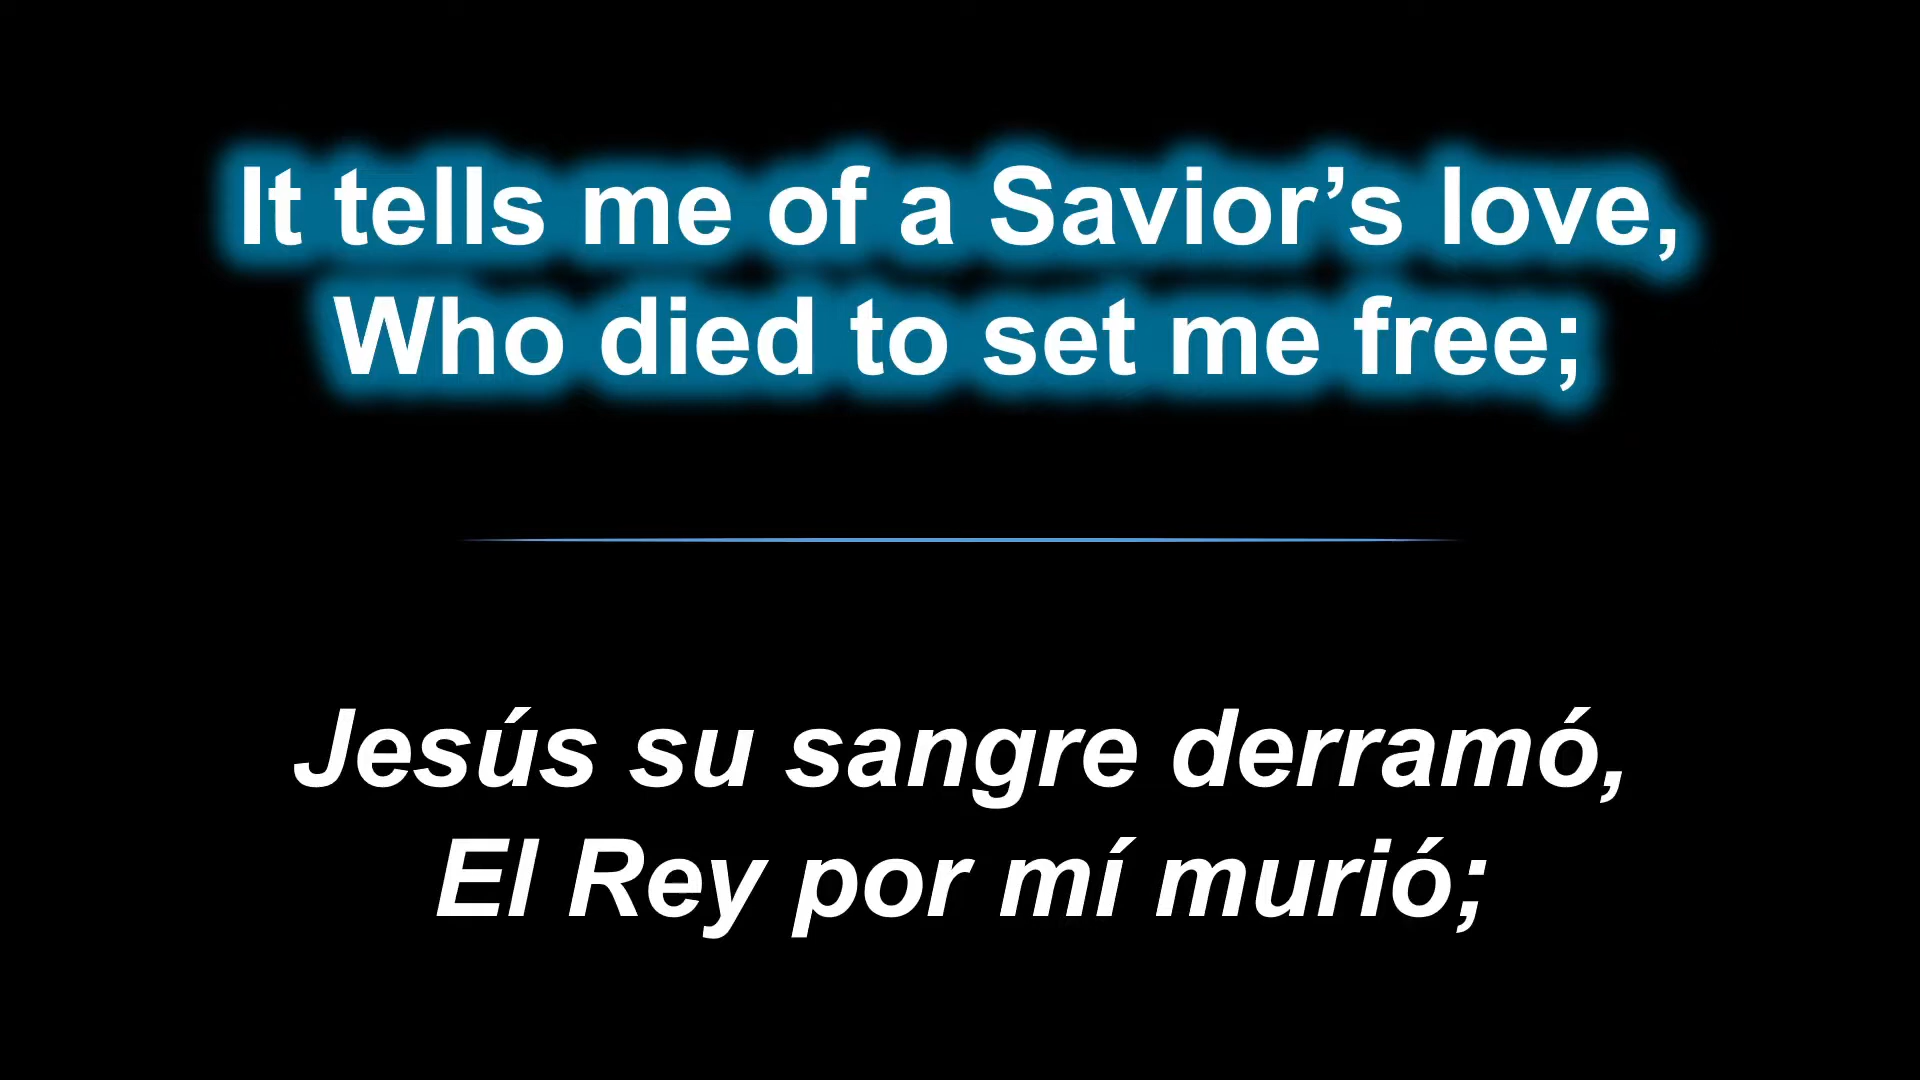 It tells me of a Savior’s love,
Who died to set me free;
Jesús su sangre derramó,
El Rey por mí murió;